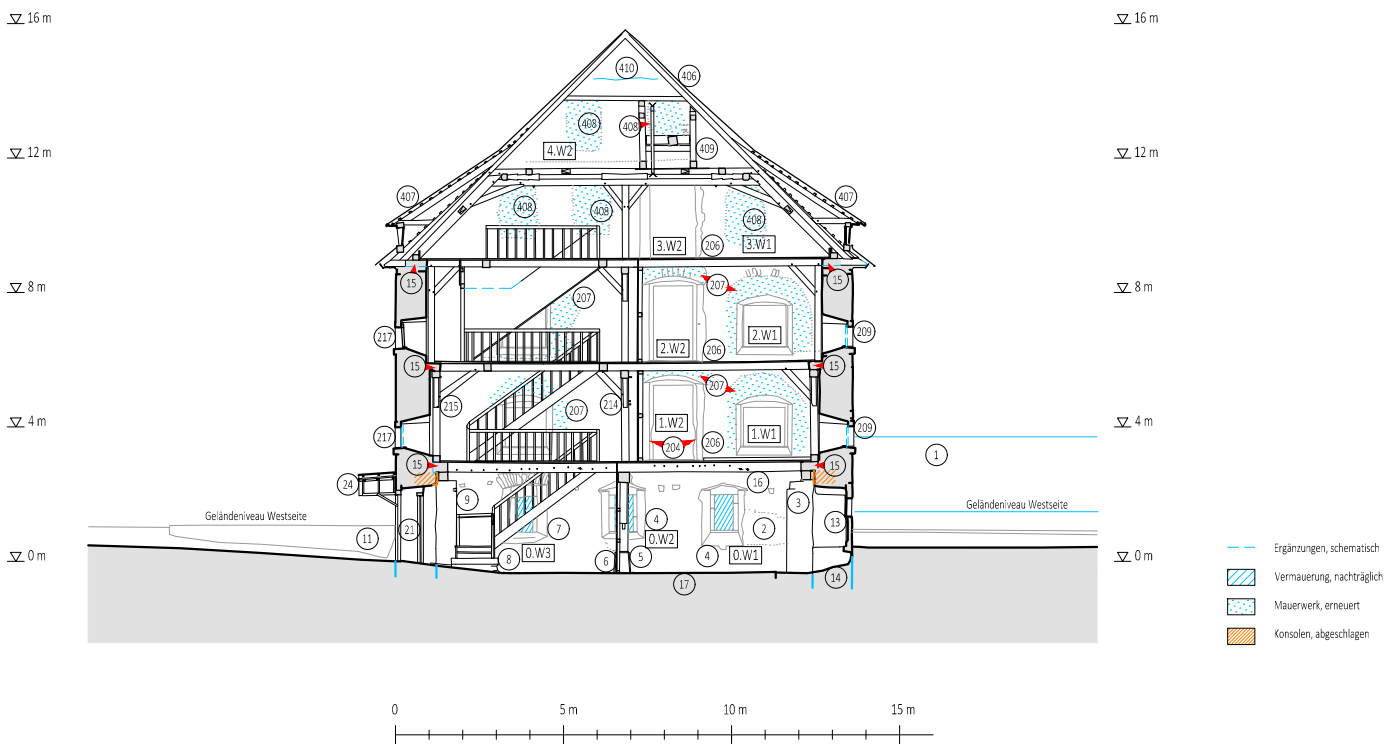 16 m
16 m
410
406
408
408
12 m
4.W2
409
12 m
407
407
408
408
408
3.W2
206
3.W1
15
15
8 m
207
207
8 m
217
2.W1
209
2.W2
206
15
15
207
215
207
214
1.W2
4 m
4 m
217
204
206
1.W1
209
1
15
15
24
9
16
3
Geländeniveau Westseite
Geländeniveau Westseite
11
21
7
4
2
13
0.W2
0.W3
0.W1
0 m
8
6
5
4
0 m
14
17
Ergänzungen, schematisch
Vermauerung, nachträglich
Mauerwerk, erneuert
Konsolen, abgeschlagen
0
5 m
10 m
15 m